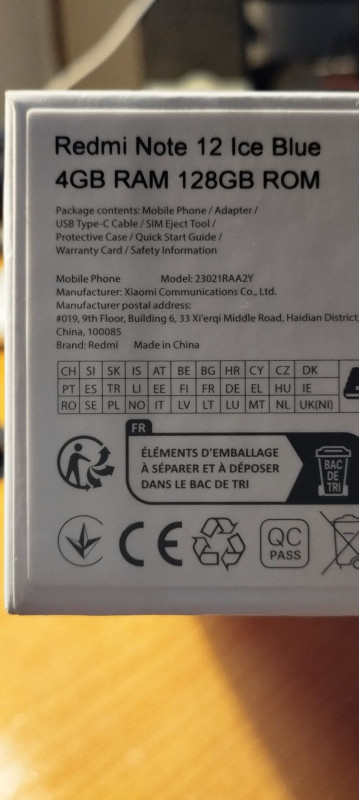 Redmi Note 12 Ice Blue
4GB RAM 128GB ROM
Package contents: Mobile Phone / Adapter /
USB Type-C Cable / SIM Eject Tool /
Protective Case / Quick Start Guide /
Warranty Card / Safety Information
Mobile Phone Model: 23021RAA2Y
Manufacturer: Xiaomi Communications Co., Ltd.
Manufacturer postal address:
#019, 9th Floor, Building 6, 33 Xi'erqi Middle Road, Haidian District,
China, 100085
Brand: Redmi Made in China
CH SI SK IS AT BE BG HR CY CZ DK
PT ES TR LI EE FI FR DE EL HU IE
RO SE PL NO IT LV LT LU MT NL UK(NI)
FR
ÉLÉMENTS D'EMBALLAGE
À SÉPARER ET À DÉPOSER
DANS LE BAC DE TRI
BAC
DE
TRI
CE
QC
PASS